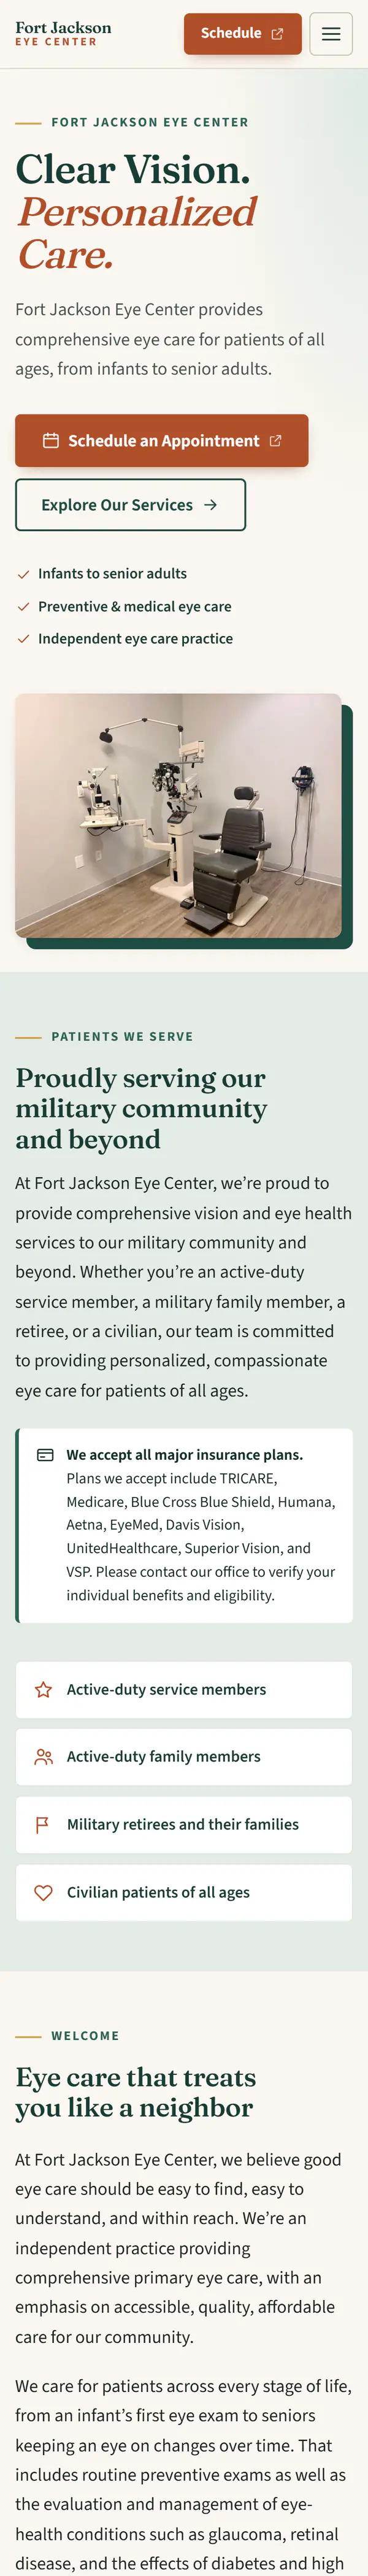 Fort Jackson
EYE CENTER
Schedule
FORT JACKSON EYE CENTER
Clear Vision.
Personalized
Care.
Fort Jackson Eye Center provides
comprehensive eye care for patients of all
ages, from infants to senior adults.
Schedule an Appointment
Explore Our Services
Infants to senior adults
Preventive & medical eye care
Independent eye care practice
PATIENTS WE SERVE
Proudly serving our
military community
and beyond
At Fort Jackson Eye Center, we’re proud to
provide comprehensive vision and eye health
services to our military community and
beyond. Whether you’re an active-duty
service member, a military family member, a
retiree, or a civilian, our team is committed
to providing personalized, compassionate
eye care for patients of all ages.
We accept all major insurance plans.
Plans we accept include TRICARE,
Medicare, Blue Cross Blue Shield, Humana,
Aetna, EyeMed, Davis Vision,
UnitedHealthcare, Superior Vision, and
VSP. Please contact our office to verify your
individual benefits and eligibility.
Active-duty service members
Active-duty family members
Military retirees and their families
Civilian patients of all ages
WELCOME
Eye care that treats
you like a neighbor
At Fort Jackson Eye Center, we believe good
eye care should be easy to find, easy to
understand, and within reach. We’re an
independent practice providing
comprehensive primary eye care, with an
emphasis on accessible, quality, affordable
care for our community.
We care for patients across every stage of life,
from an infant’s first eye exam to seniors
keeping an eye on changes over time. That
includes routine preventive exams as well as
the evaluation and management of eye-
health conditions such as glaucoma, retinal
disease, and the effects of diabetes and high